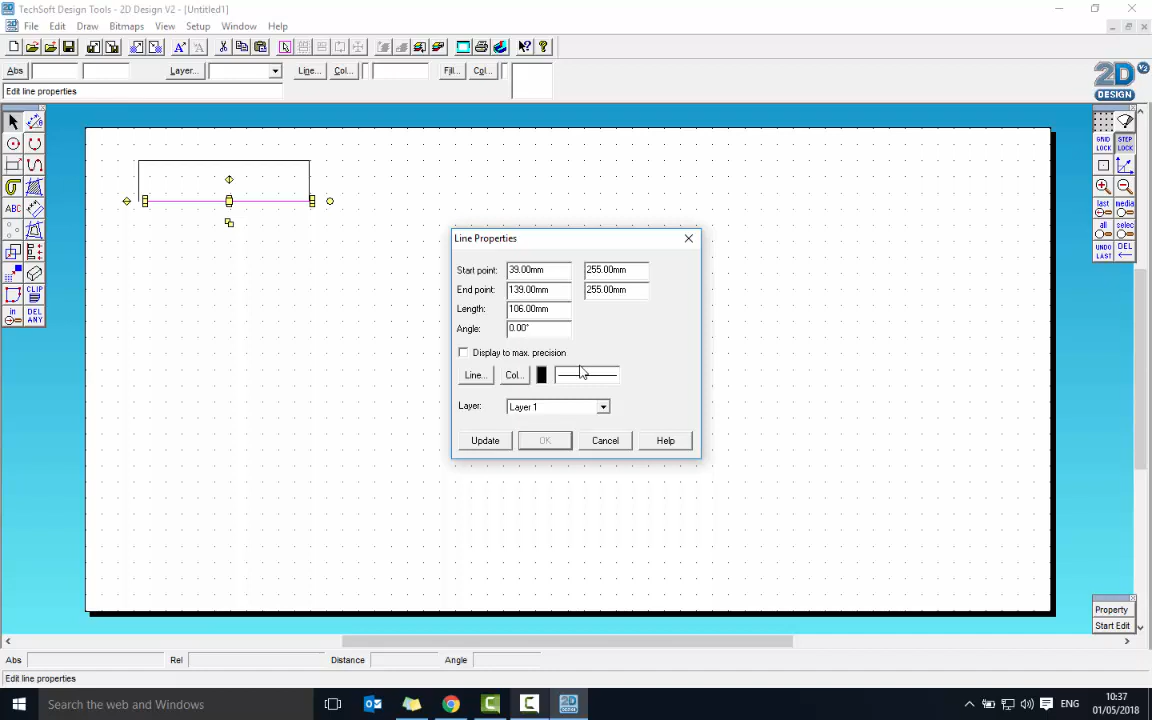 TechSoft Design Tools - 2D Design V2 - [Untitled1]
File Edit Draw Bitmaps View Setup Window Help
Abs Layer... Line... Col... Fill... Col...
Edit line properties
2D V2
DESIGN
ABC
CLIP
in DEL ANY
GRID LOCK STEP LOCK
last media
all selec
UNDO LAST DEL
Line Properties
Start point: 39.00mm 255.00mm
End point: 139.00mm 255.00mm
Length: 106.00mm
Angle: 0.00°
Display to max. precision
Line... Col...
Layer: Layer 1
Update OK Cancel Help
Property
Start Edit
Abs Rel Distance Angle
Edit line properties
Search the web and Windows
ENG
10:37
01/05/2018